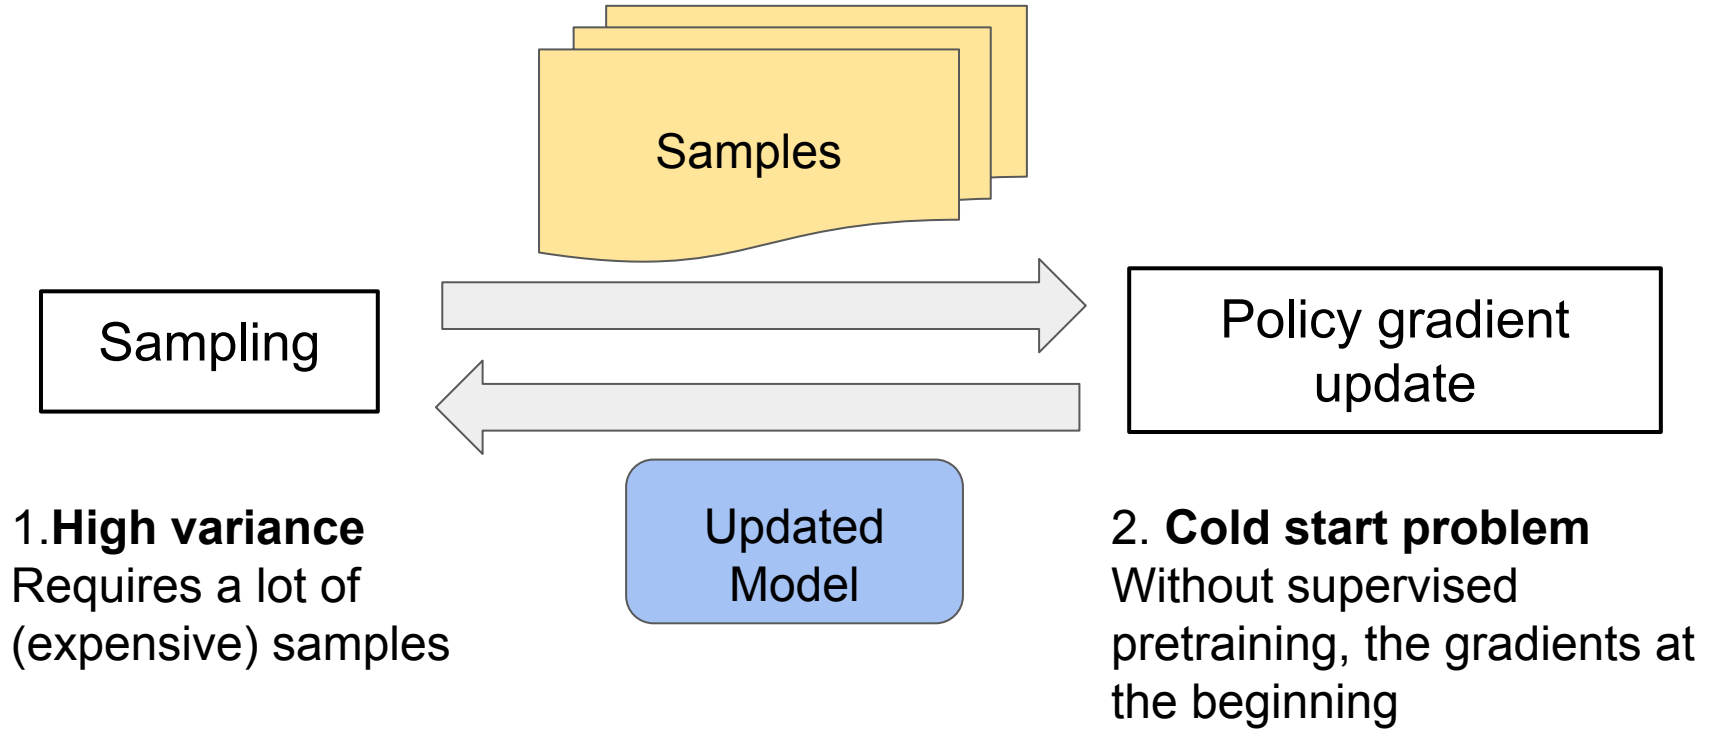 Samples
Sampling
Policy gradient
update
Updated
Model
1.High variance
Requires a lot of
(expensive) samples
2. Cold start problem
Without supervised
pretraining, the gradients at
the beginning